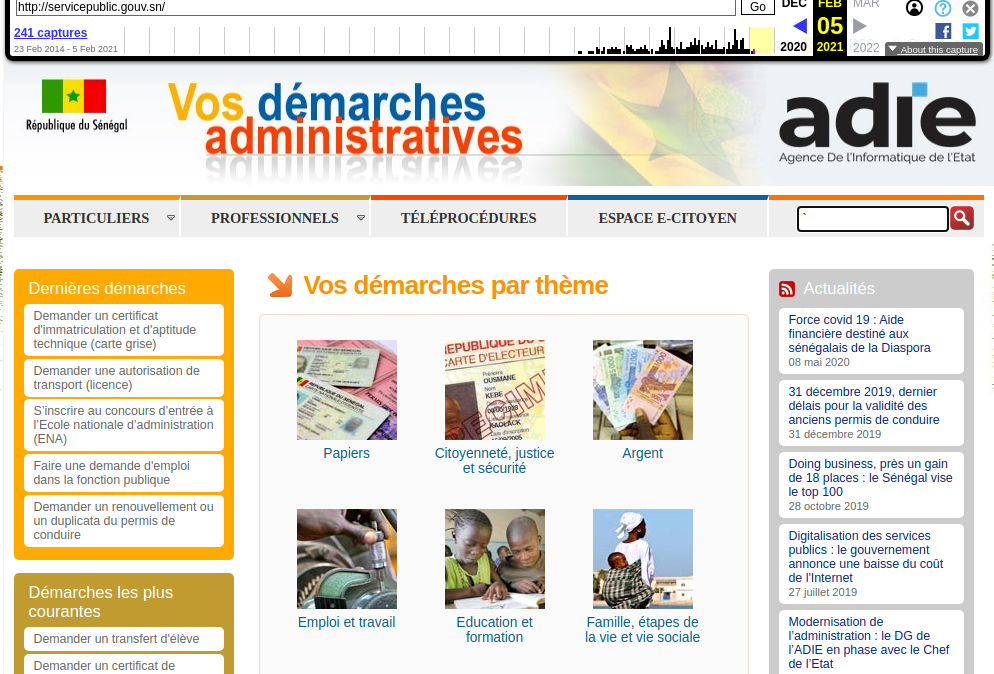 http://servicepublic.gouv.sn/
Go
DEC
FEB
MAR
241 captures
23 Feb 2014 - 5 Feb 2021
05
2020
2021
2022
About this capture
République du Sénégal
Vos démarches
administratives
adie
Agence De l'Informatique de l'Etat
PARTICULIERS
PROFESSIONNELS
TÉLÉPROCÉDURES
ESPACE E-CITOYEN
`
Dernières démarches
Demander un certificat
d'immatriculation et d'aptitude
technique (carte grise)
Demander une autorisation de
transport (licence)
S’inscrire au concours d’entrée à
l’Ecole nationale d’administration
(ENA)
Faire une demande d'emploi
dans la fonction publique
Demander un renouvellement ou
un duplicata du permis de
conduire
Démarches les plus
courantes
Demander un transfert d'élève
Demander un certificat de
Vos démarches par thème
Papiers
REPUBLIQUE DU
CARTE D'ELECTEUR
Prénoms
OUSMANE
Nom
KEBE
Citoyenneté, justice
et sécurité
Argent
Emploi et travail
Education et
formation
Famille, étapes de
la vie et vie sociale
Actualités
Force covid 19 : Aide
financière destiné aux
sénégalais de la Diaspora
08 mai 2020
31 décembre 2019, dernier
délais pour la validité des
anciens permis de conduire
31 décembre 2019
Doing business, près un gain
de 18 places : le Sénégal vise
le top 100
28 octobre 2019
Digitalisation des services
publics : le gouvernement
annonce une baisse du coût
de l'Internet
27 juillet 2019
Modernisation de
l’administration : le DG de
l’ADIE en phase avec le Chef
de l’Etat